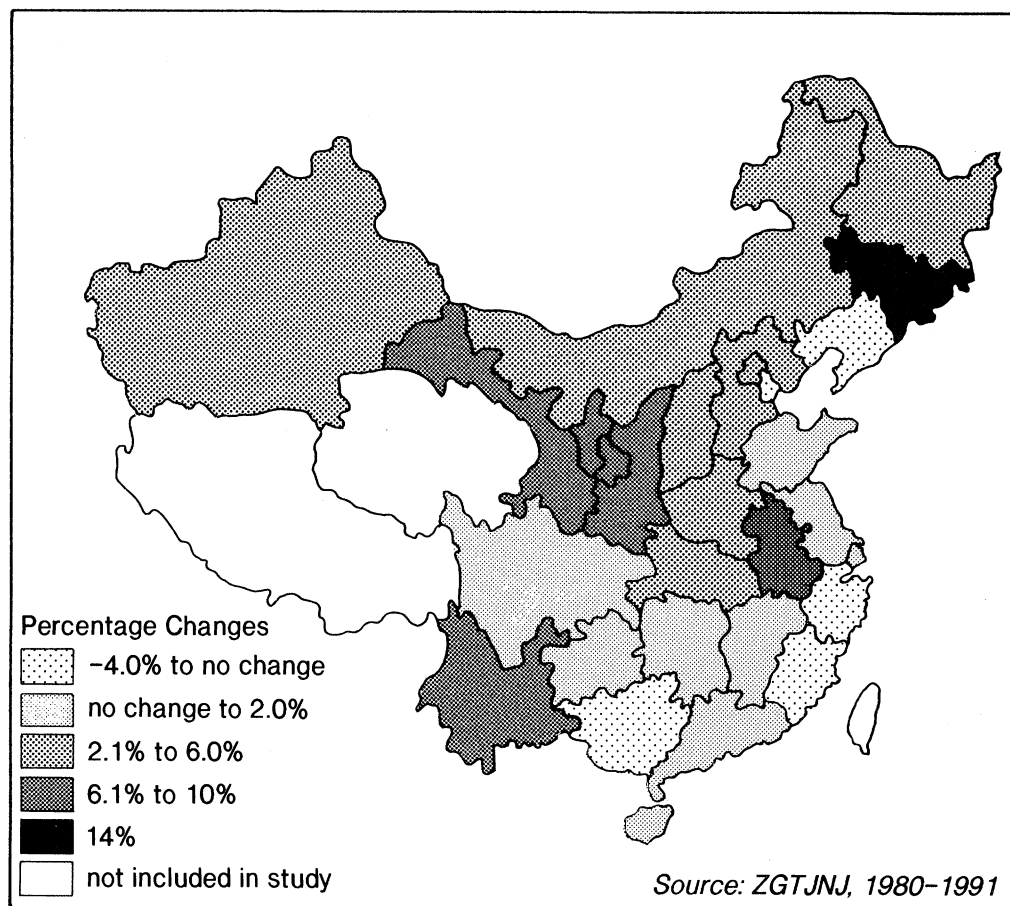 Percentage Changes
−4.0% to no change
no change to 2.0%
2.1% to 6.0%
6.1% to 10%
14%
not included in study
Source: ZGTJNJ, 1980−1991